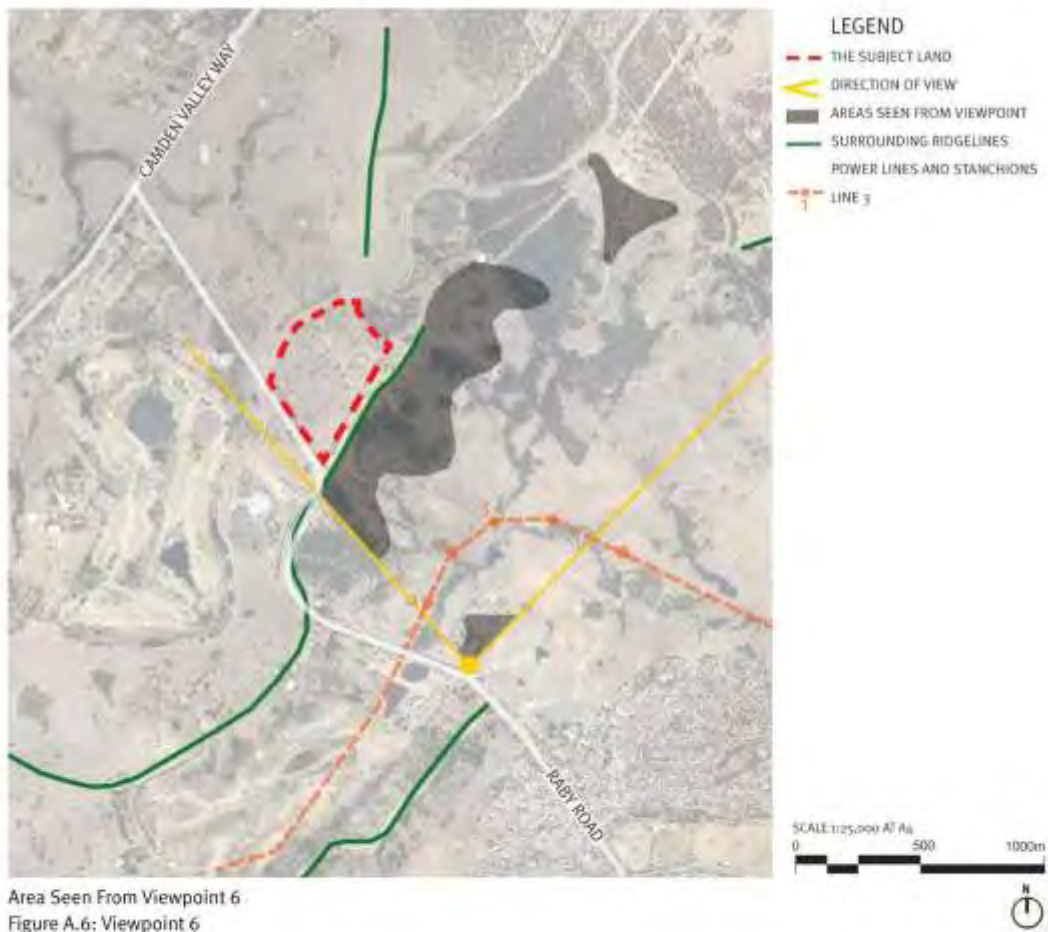 CAMDEN VALLEY WAY
RABY ROAD
LEGEND
THE SUBJECT LAND
DIRECTION OF VIEW
AREAS SEEN FROM VIEWPOINT
SURROUNDING RIDGELINES
POWER LINES AND STANCHIONS
3
LINE 3
3
SCALE 1:25,000 AT A4
0 500 1000m
N
Area Seen From Viewpoint 6
Figure A.6: Viewpoint 6